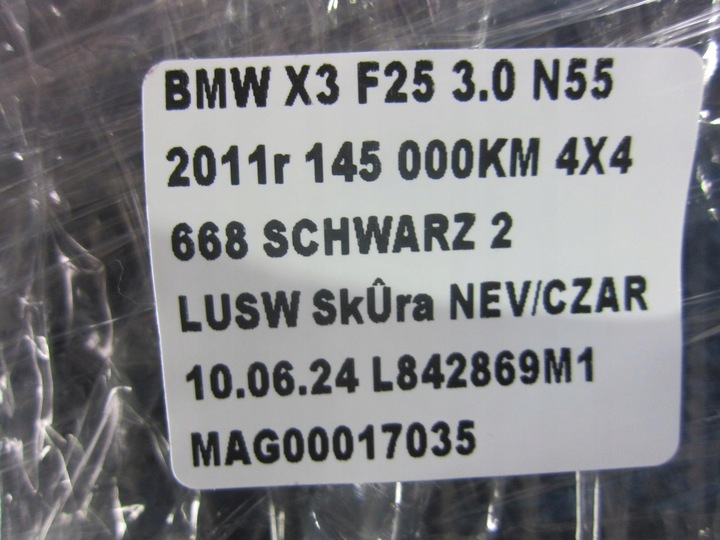 BMW X3 F25 3.0 N55
2011r 145 000KM 4X4
668 SCHWARZ 2
LUSW SkÛra NEV/CZAR
10.06.24 L842869M1
MAG00017035